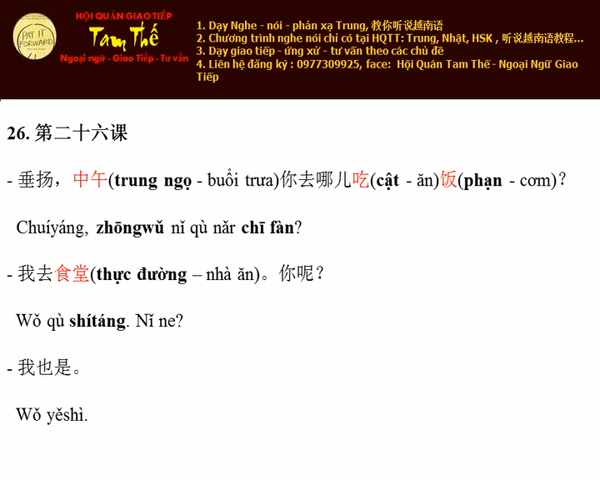 HỘI QUÁN GIAO TIẾP
Tam Thế
Ngoại ngữ - Giao Tiếp - Tư vấn
PAY IT
FORWARD
1. Dạy Nghe - nói - phản xạ Trung, 教你听说越南语
2. Chương trình nghe nói chỉ có tại HQTT: Trung, Nhật, HSK , 听说越南语教程...
3. Dạy giao tiếp - ứng xử - tư vấn theo các chủ đề
4. Liên hệ đăng ký : 0977309925, face:  Hội Quán Tam Thế - Ngoại Ngữ Giao
Tiếp
26. 第二十六课
- 垂扬，中午(trung ngọ - buổi trưa)你去哪儿吃(cật - ăn)饭(phạn - cơm)？
Chuíyáng, zhōngwǔ nǐ qù nǎr chī fàn?
- 我去食堂(thực đường – nhà ăn)。你呢？
Wǒ qù shítáng. Nǐ ne?
- 我也是。
Wǒ yěshì.